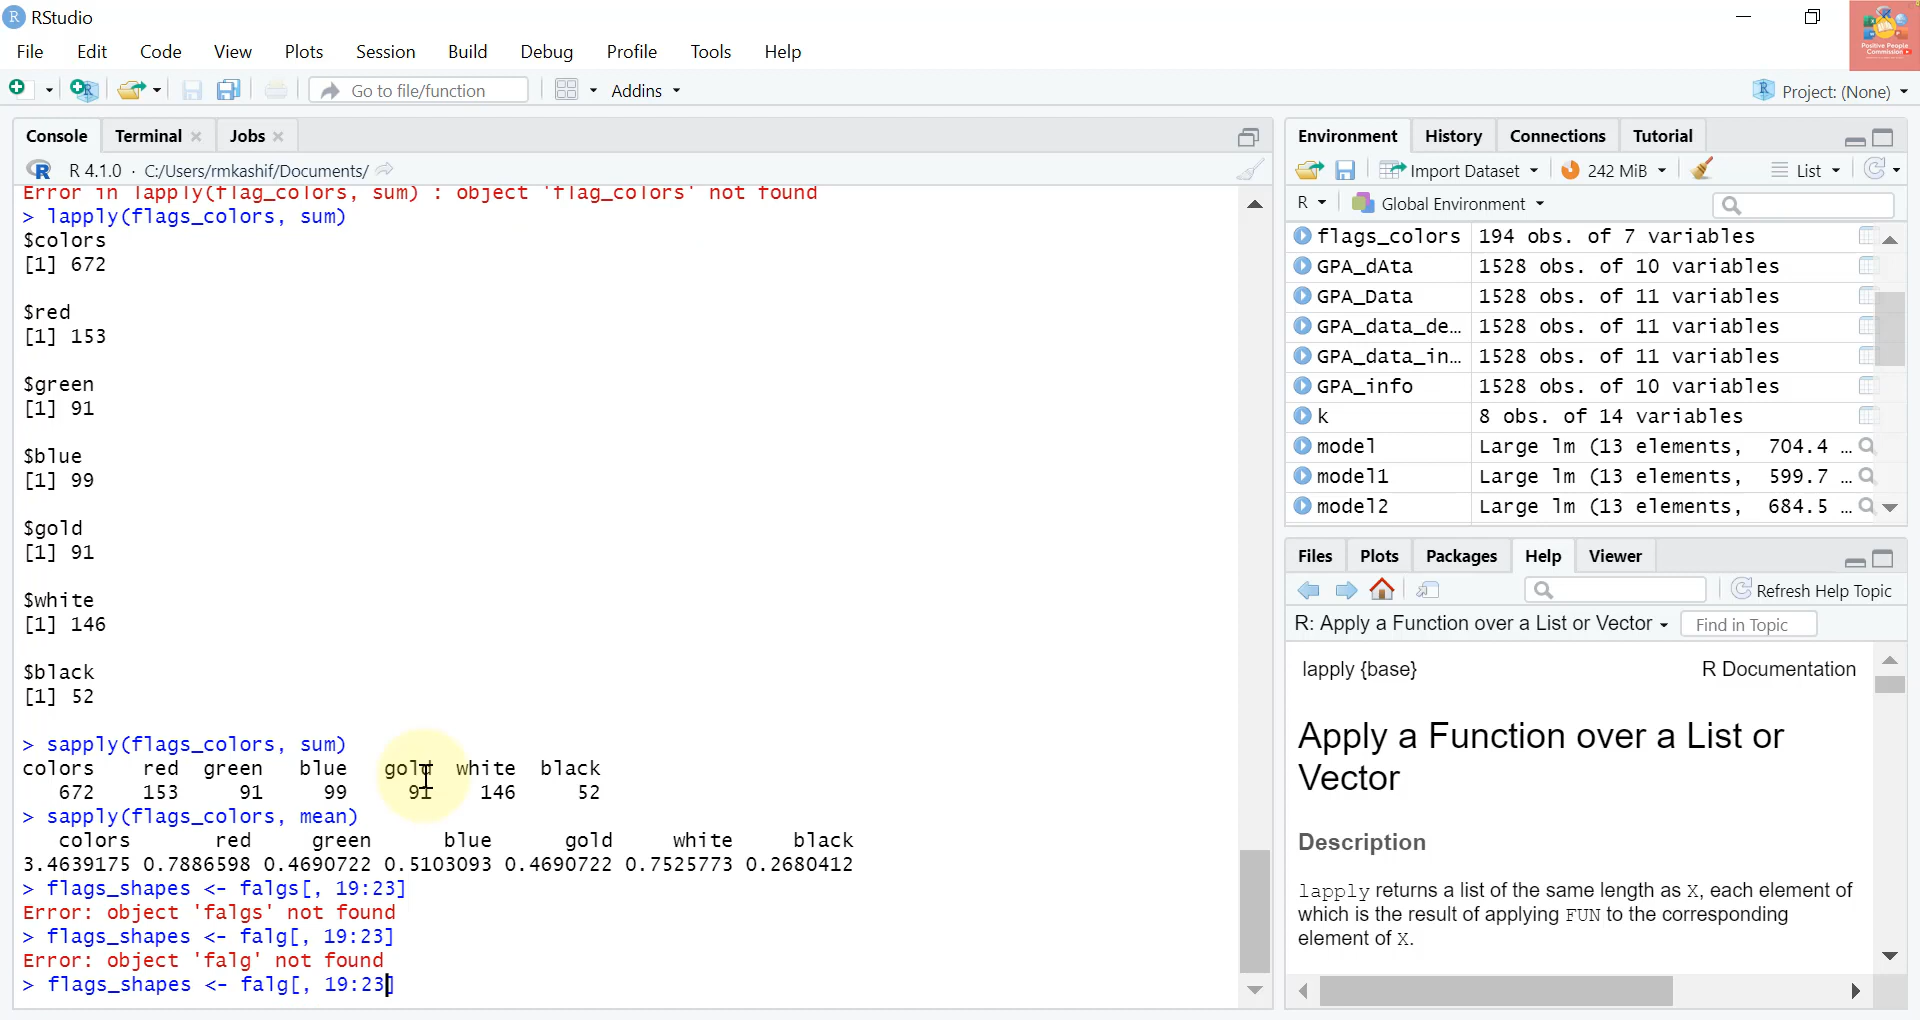 RStudio
File Edit Code View Plots Session Build Debug Profile Tools Help
Positive People
Commission
Go to file/function Addins Project: (None)
Console Terminal Jobs
R 4.1.0 · C:/Users/rmkashif/Documents/
Error in lapply(flag_colors, sum) : object 'flag_colors' not found
> lapply(flags_colors, sum)
$colors
[1] 672
$red
[1] 153
$green
[1] 91
$blue
[1] 99
$gold
[1] 91
$white
[1] 146
$black
[1] 52
> sapply(flags_colors, sum)
colors red green blue gold white black
672 153 91 99 91 146 52
> sapply(flags_colors, mean)
colors red green blue gold white black
3.4639175 0.7886598 0.4690722 0.5103093 0.4690722 0.7525773 0.2680412
> flags_shapes <- falgs[, 19:23]
Error: object 'falgs' not found
> flags_shapes <- falg[, 19:23]
Error: object 'falg' not found
> flags_shapes <- falg[, 19:23]
Environment History Connections Tutorial
Import Dataset 242 MiB List
R Global Environment
flags_colors 194 obs. of 7 variables
GPA_dAta 1528 obs. of 10 variables
GPA_Data 1528 obs. of 11 variables
GPA_data_de... 1528 obs. of 11 variables
GPA_data_in... 1528 obs. of 11 variables
GPA_info 1528 obs. of 10 variables
k 8 obs. of 14 variables
model Large lm (13 elements, 704.4 ...
model1 Large lm (13 elements, 599.7 ...
model2 Large lm (13 elements, 684.5 ...
Files Plots Packages Help Viewer
Refresh Help Topic
R: Apply a Function over a List or Vector Find in Topic
lapply {base} R Documentation
Apply a Function over a List or
Vector
Description
lapply returns a list of the same length as X, each element of
which is the result of applying FUN to the corresponding
element of X.